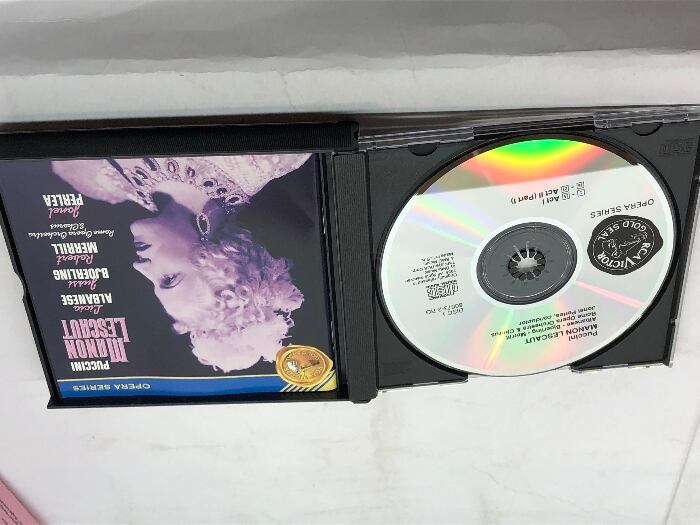 OPERA SERIES
PUCCINI
MANON
LESCAUT
Licia
ALBANESE
Jussi
BJOERLING
Robert
MERRILL
Rome Opera Orchestra
& Chorus
Jonel
PERLEA
Puccini
MANON LESCAUT
Albanese · Bjoerling · Merrill
Rome Opera Orchestra & Chorus
Jonel Perlea, conductor
RCA VICTOR
GOLD SEAL
OPERA SERIES
DISC 1
Made in U.S.A.
Act I
Act II (Part I)